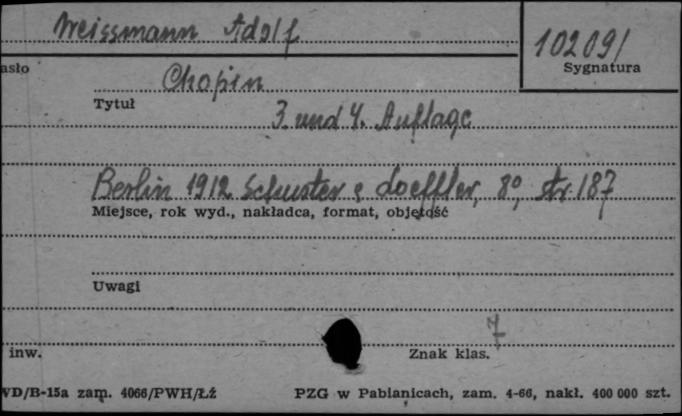 Weissmann Adolf
102091
asło
Sygnatura
Chopin
Tytuł
3. und 4. Auflage
Berlin 1912 Schuster & Loeffler, 8°, str. 187
Miejsce, rok wyd., nakładca, format, objętość
Uwagi
7
inw.
Znak klas.
WD/B-15a zam. 4066/PWH/Łź
PZG w Pabianicach, zam. 4-66, nakł. 400 000 szt.